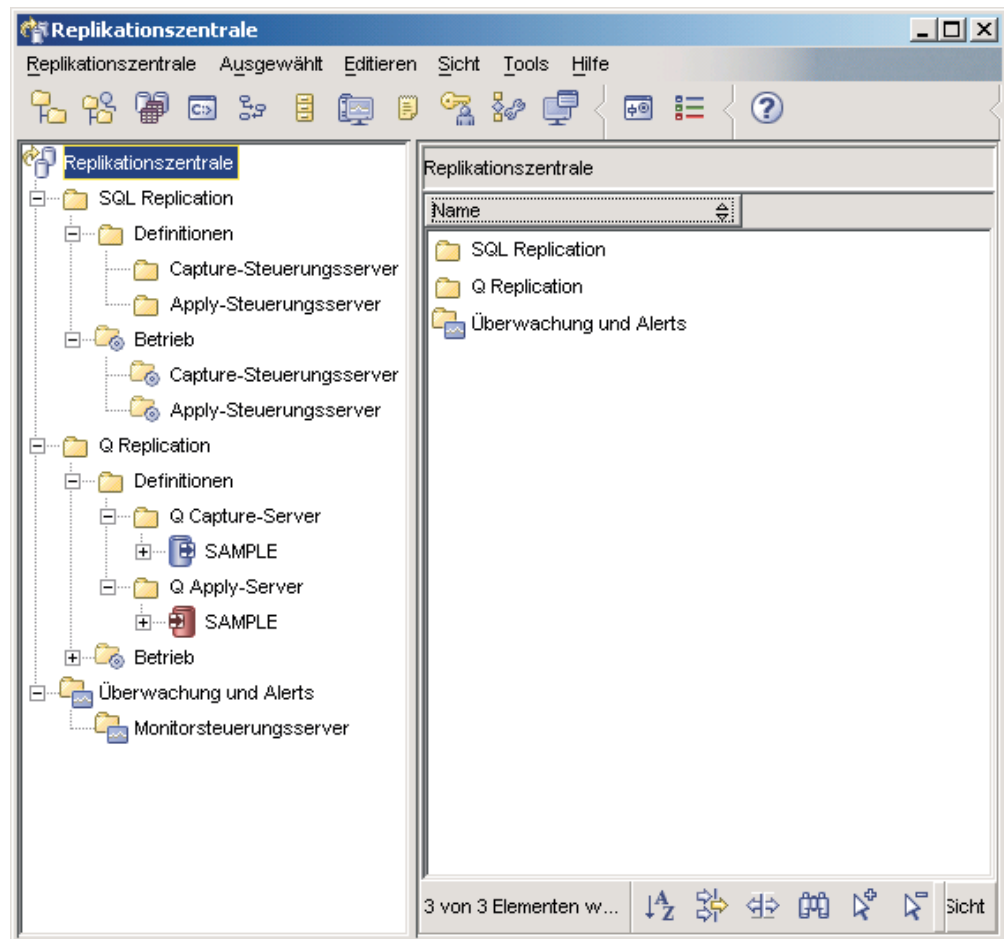 Replikationszentrale
Replikationszentrale Ausgewählt Editieren Sicht Tools Hilfe
C:>
?
Replikationszentrale
SQL Replication
Definitionen
Capture-Steuerungsserver
Apply-Steuerungsserver
Betrieb
Capture-Steuerungsserver
Apply-Steuerungsserver
Q Replication
Definitionen
Q Capture-Server
SAMPLE
Q Apply-Server
SAMPLE
Betrieb
Überwachung und Alerts
Monitorsteuerungsserver
Replikationszentrale
Name
SQL Replication
Q Replication
Überwachung und Alerts
3 von 3 Elementen w...
A
Z
Sicht